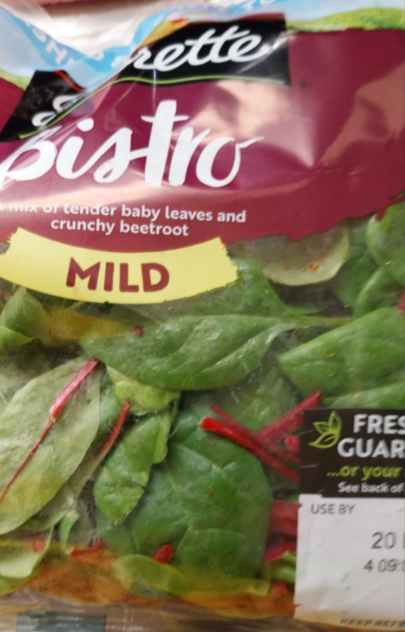 Bistro
mix of tender baby leaves and
crunchy beetroot
MILD
FRES
GUAR
...or your
See back of
USE BY
20
4 09:0